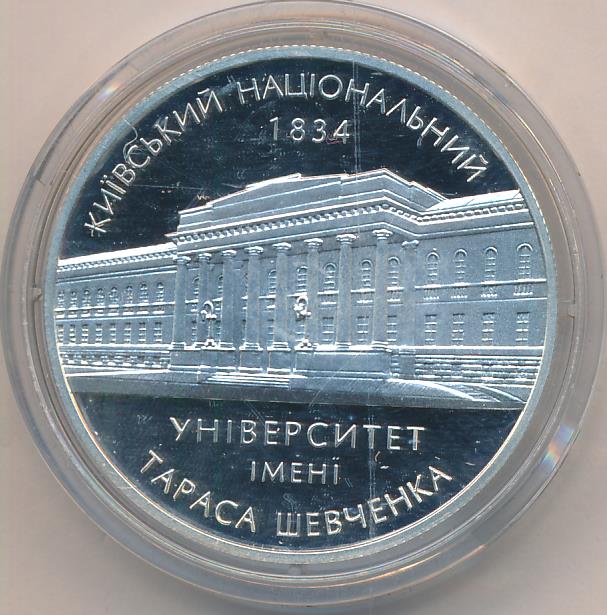 КИЇВСЬКИЙ НАЦІОНАЛЬНИЙ
1834
УНІВЕРСИТЕТ
ІМЕНІ
ТАРАСА ШЕВЧЕНКА